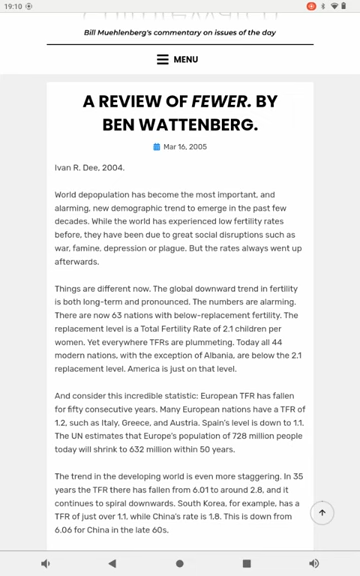 19:10
Bill Muehlenberg's commentary on issues of the day
MENU
A REVIEW OF FEWER. BY
BEN WATTENBERG.
Mar 16, 2005
Ivan R. Dee, 2004.
World depopulation has become the most important, and
alarming, new demographic trend to emerge in the past few
decades. While the world has experienced low fertility rates
before, they have been due to great social disruptions such as
war, famine, depression or plague. But the rates always went up
afterwards.
Things are different now. The global downward trend in fertility
is both long-term and pronounced. The numbers are alarming.
There are now 63 nations with below-replacement fertility. The
replacement level is a Total Fertility Rate of 2.1 children per
women. Yet everywhere TFRs are plummeting. Today all 44
modern nations, with the exception of Albania, are below the 2.1
replacement level. America is just on that level.
And consider this incredible statistic: European TFR has fallen
for fifty consecutive years. Many European nations have a TFR of
1.2, such as Italy, Greece, and Austria. Spain's level is down to 1.1.
The UN estimates that Europe's population of 728 million people
today will shrink to 632 million within 50 years.
The trend in the developing world is even more staggering. In 35
years the TFR there has fallen from 6.01 to around 2.8, and it
continues to spiral downwards. South Korea, for example, has a
TFR of just over 1.1, while China's rate is 1.8. This is down from
6.06 for China in the late 60s.